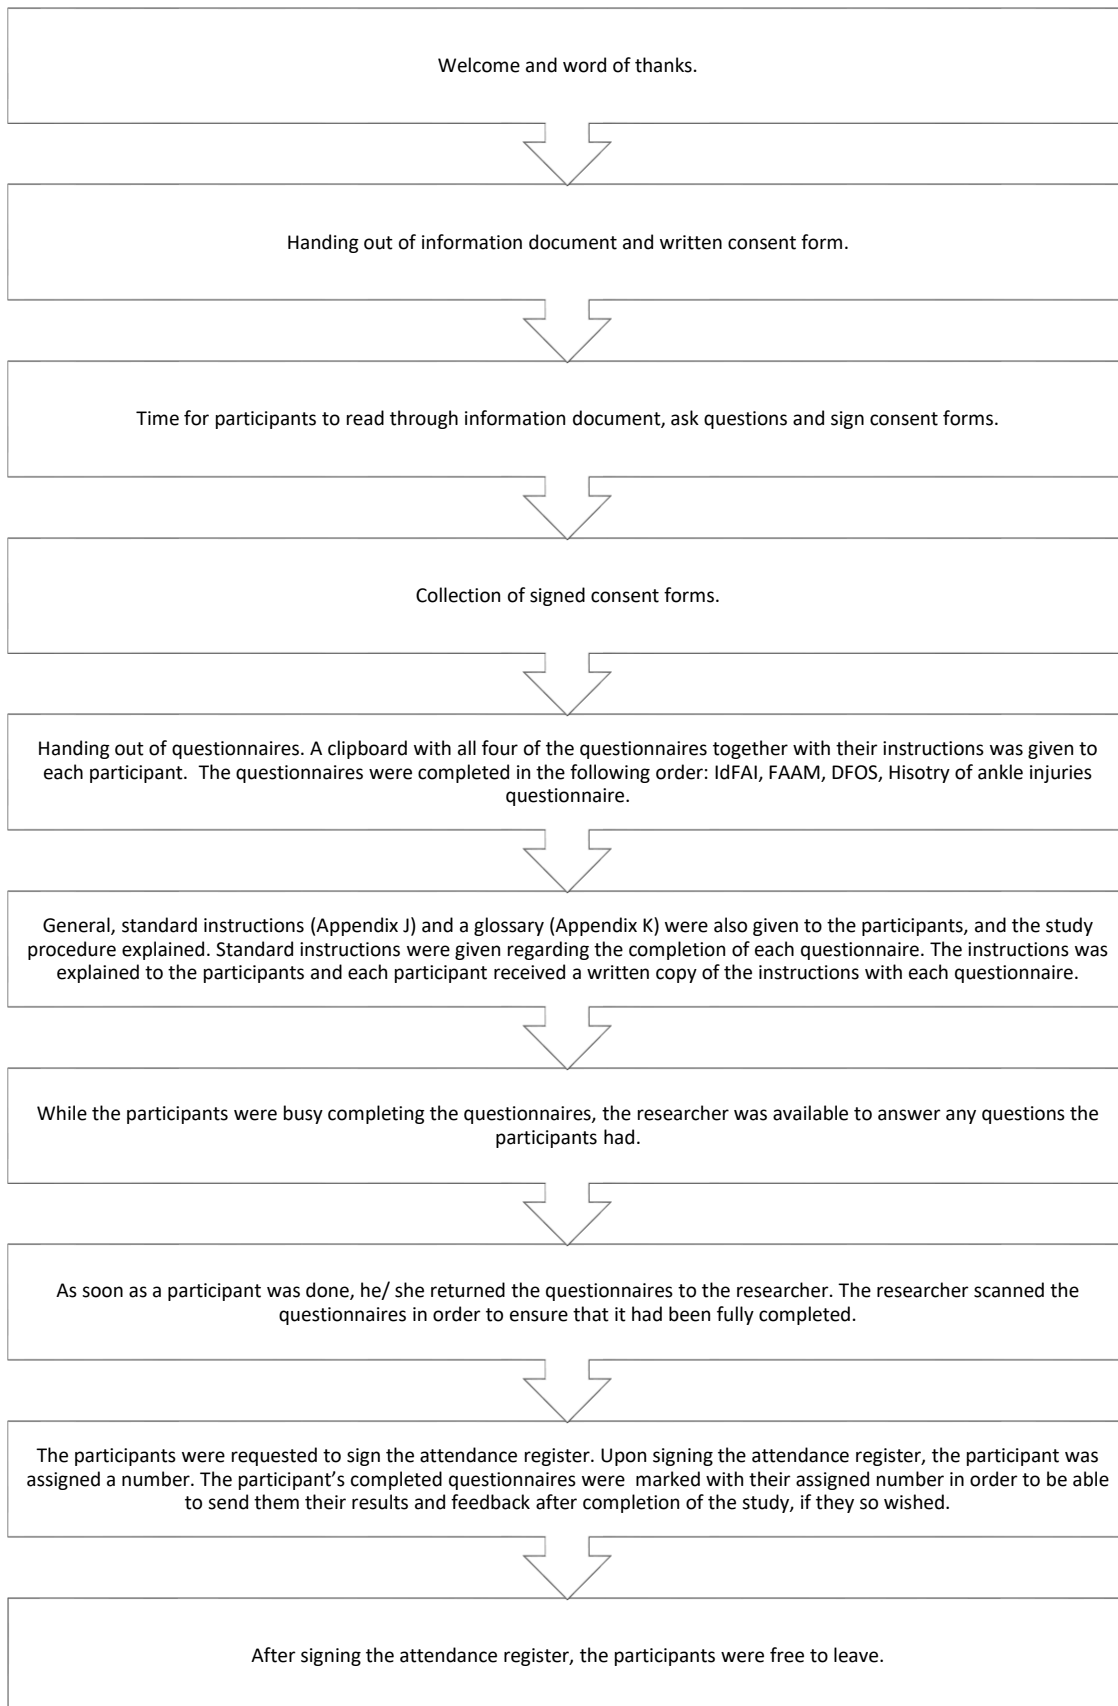 Welcome and word of thanks.
Handing out of information document and written consent form.
Time for participants to read through information document, ask questions and sign consent forms.
Collection of signed consent forms.
Handing out of questionnaires. A clipboard with all four of the questionnaires together with their instructions was given to
each participant.  The questionnaires were completed in the following order: IdFAI, FAAM, DFOS, Hisotry of ankle injuries
questionnaire.
General, standard instructions (Appendix J) and a glossary (Appendix K) were also given to the participants, and the study
procedure explained. Standard instructions were given regarding the completion of each questionnaire. The instructions was
explained to the participants and each participant received a written copy of the instructions with each questionnaire.
While the participants were busy completing the questionnaires, the researcher was available to answer any questions the
participants had.
As soon as a participant was done, he/ she returned the questionnaires to the researcher. The researcher scanned the
questionnaires in order to ensure that it had been fully completed.
The participants were requested to sign the attendance register. Upon signing the attendance register, the participant was
assigned a number. The participant’s completed questionnaires were  marked with their assigned number in order to be able
to send them their results and feedback after completion of the study, if they so wished.
After signing the attendance register, the participants were free to leave.